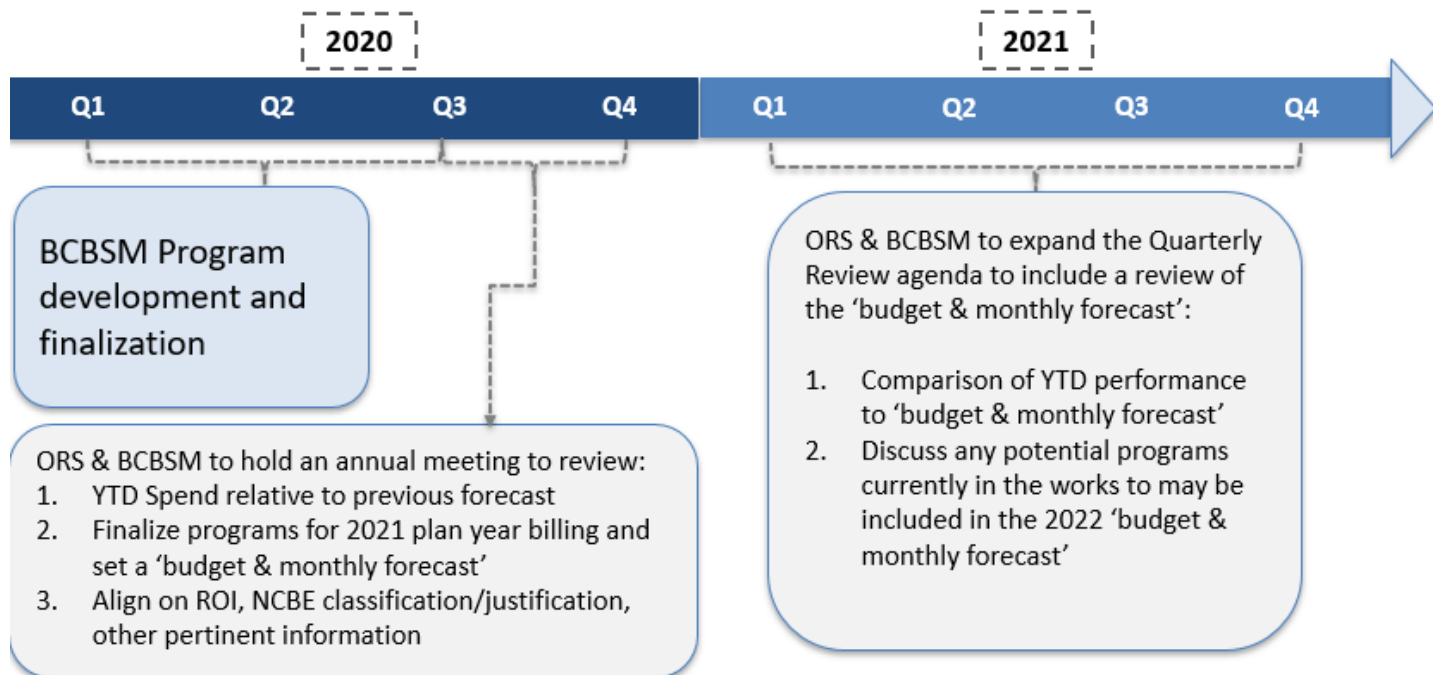 2020
2021
Q1
Q2
Q3
Q4
Q1
Q2
Q3
Q4
BCBSM Program
development and
finalization
ORS & BCBSM to hold an annual meeting to review:
1. YTD Spend relative to previous forecast
2. Finalize programs for 2021 plan year billing and
set a ‘budget & monthly forecast’
3. Align on ROI, NCBE classification/justification,
other pertinent information
ORS & BCBSM to expand the Quarterly
Review agenda to include a review of
the ‘budget & monthly forecast’:
1. Comparison of YTD performance
to ‘budget & monthly forecast’
2. Discuss any potential programs
currently in the works to may be
included in the 2022 ‘budget &
monthly forecast’